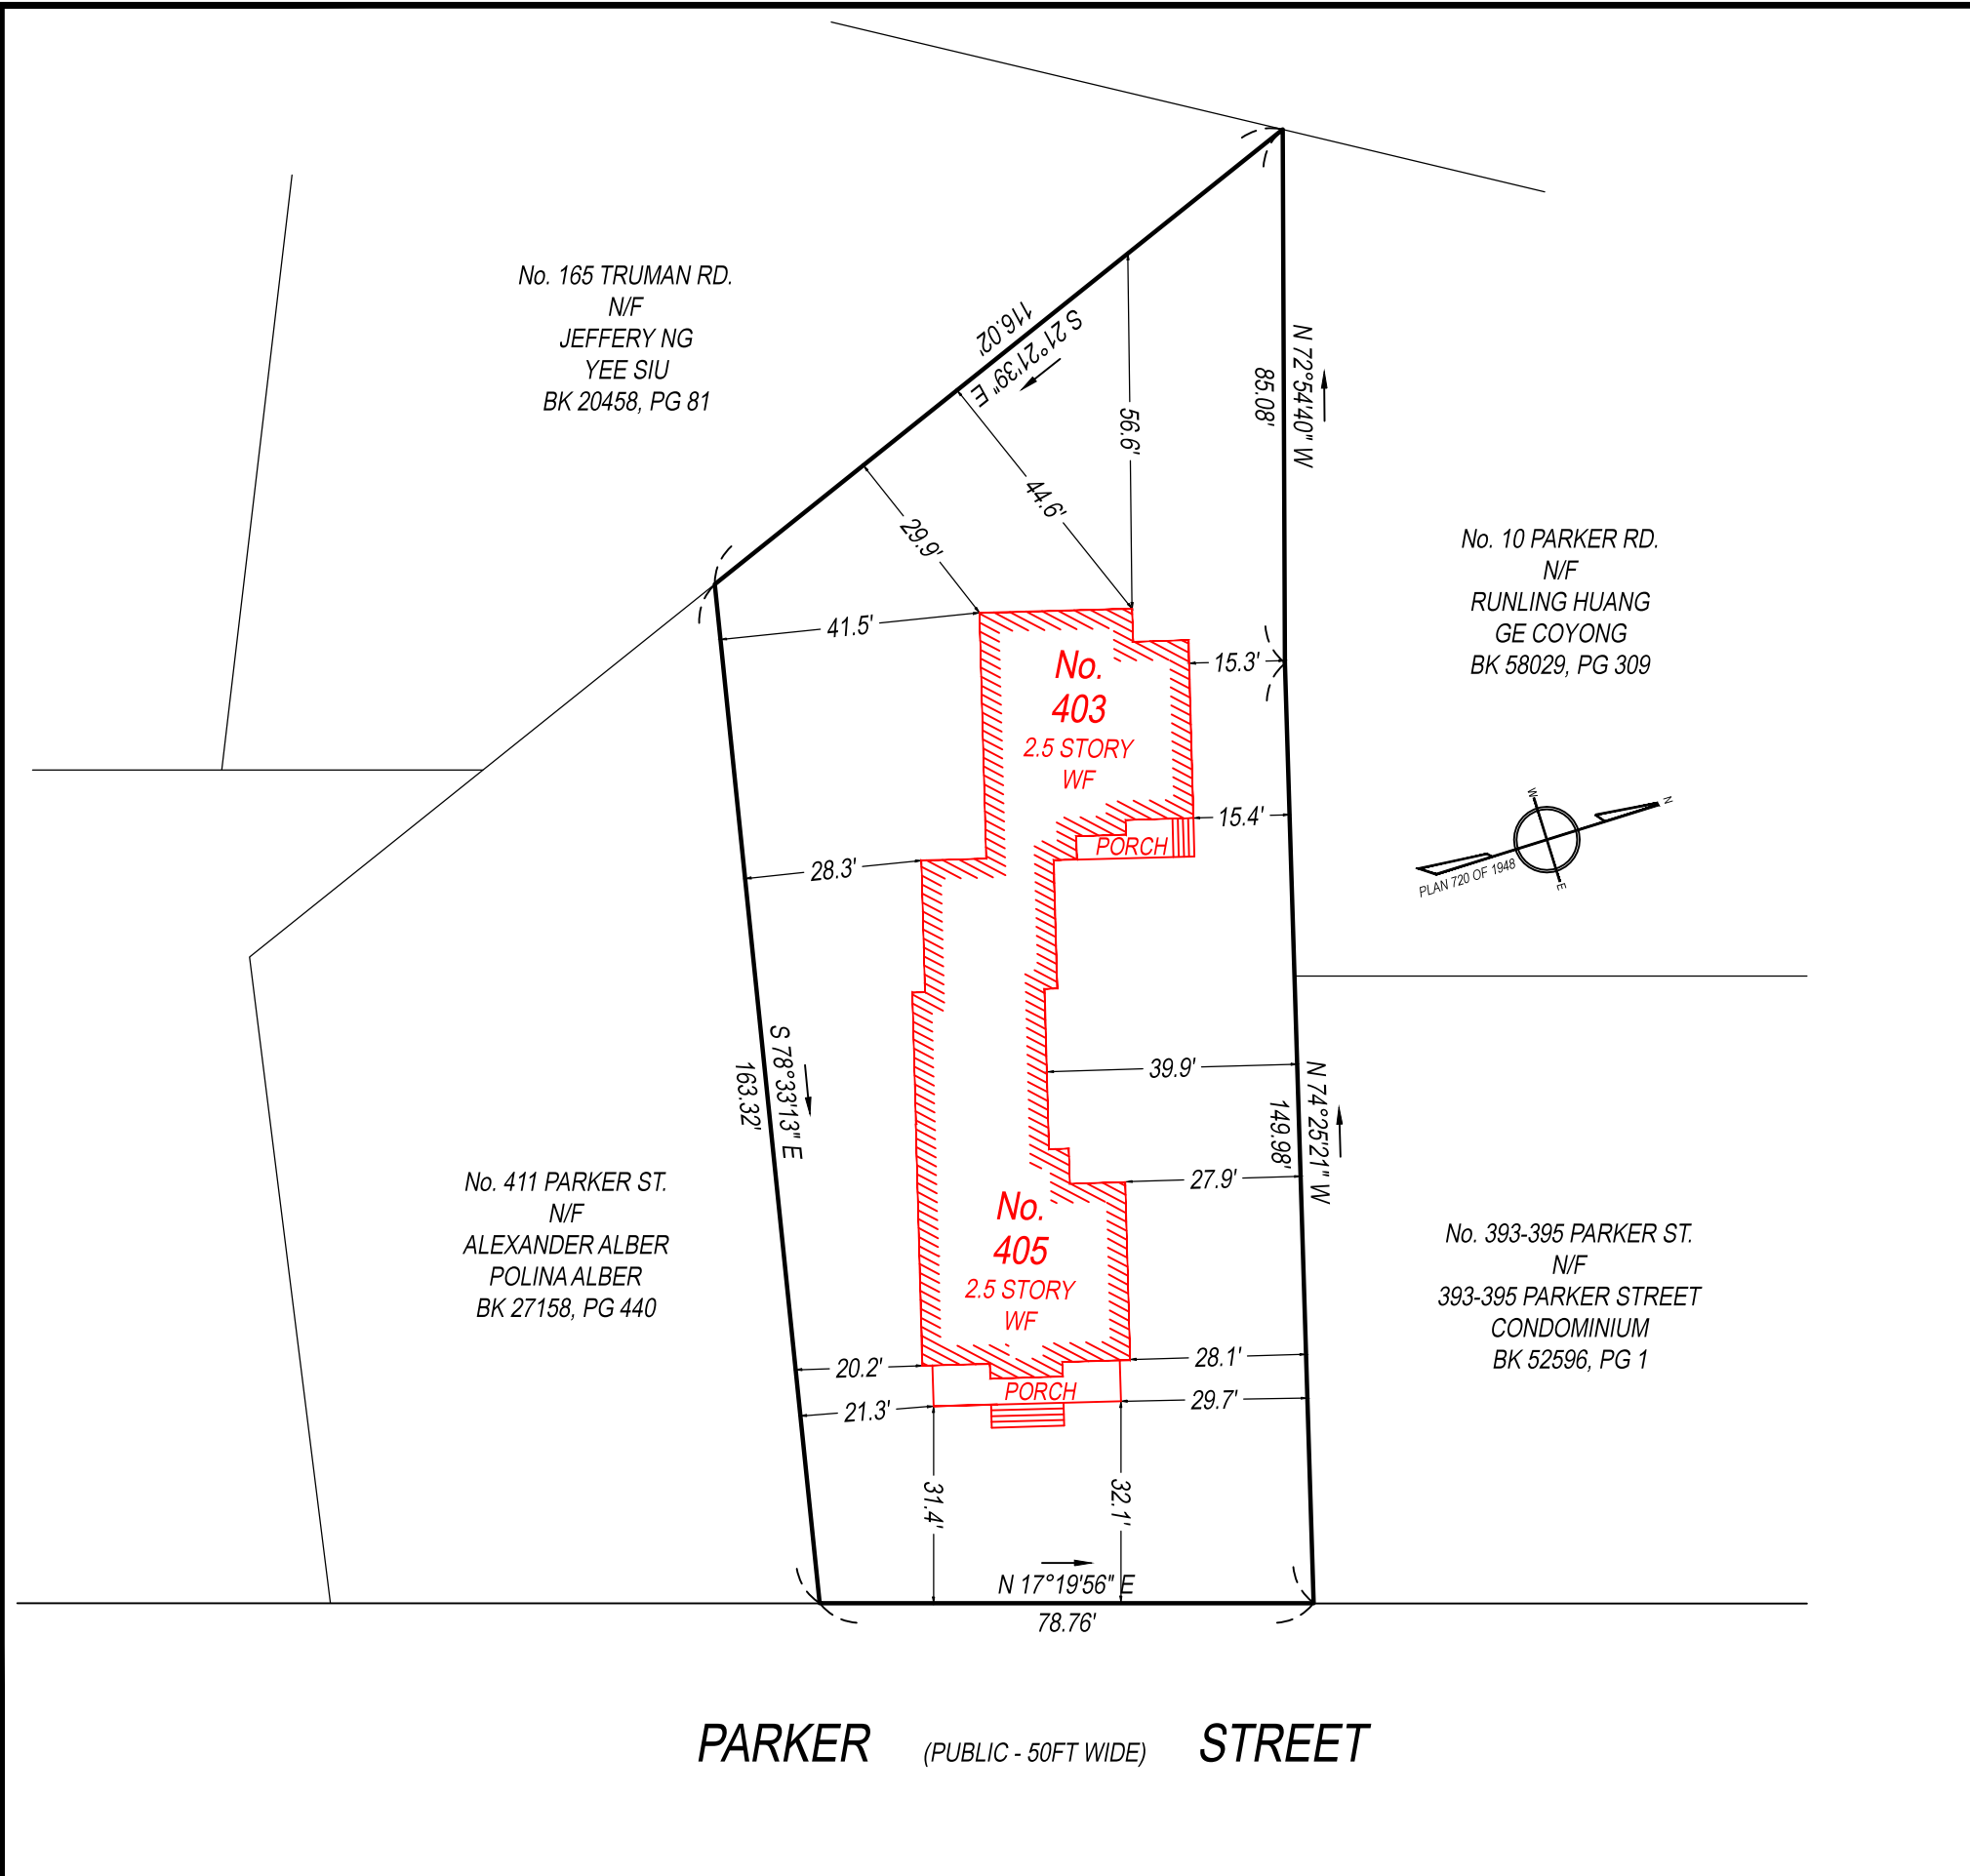 No. 165 TRUMAN RD.
N/F
JEFFERY NG
YEE SIU
BK 20458, PG 81
116.02'
S 21°21'39" E
N 72°54'40" W
85.08'
56.6'
44.6'
29.9'
41.5'
15.3'
No. 10 PARKER RD.
N/F
RUNLING HUANG
GE COYONG
BK 58029, PG 309
No.
403
2.5 STORY
WF
PORCH
15.4'
28.3'
W
N
E
PLAN 720 OF 1948
S 78°33'13" E
163.32'
39.9'
N 74°25'21" W
149.98'
27.9'
No. 411 PARKER ST.
N/F
ALEXANDER ALBER
POLINA ALBER
BK 27158, PG 440
No.
405
2.5 STORY
WF
PORCH
No. 393-395 PARKER ST.
N/F
393-395 PARKER STREET
CONDOMINIUM
BK 52596, PG 1
20.2'
28.1'
21.3'
29.7'
31.4'
32.1'
N 17°19'56" E
78.76'
PARKER (PUBLIC - 50FT WIDE) STREET